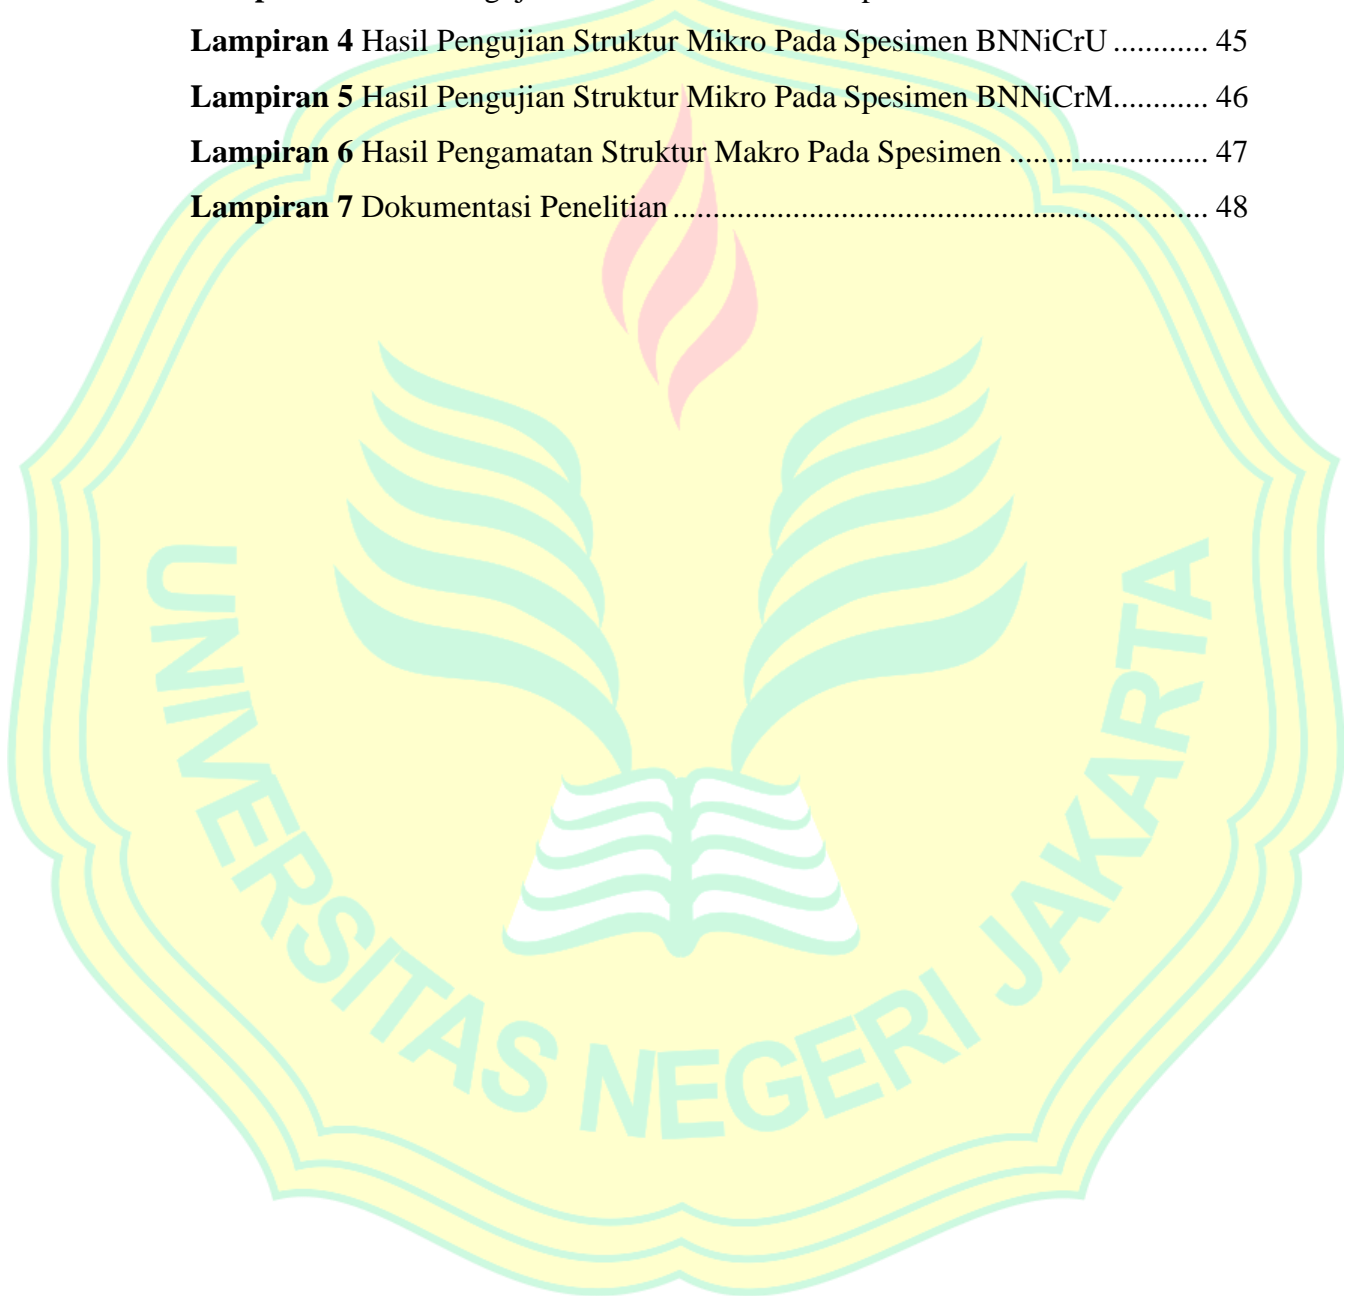 Lampiran 4 Hasil Pengujian Struktur Mikro Pada Spesimen BNNiCrU ............ 45
Lampiran 5 Hasil Pengujian Struktur Mikro Pada Spesimen BNNiCrM............ 46
Lampiran 6 Hasil Pengamatan Struktur Makro Pada Spesimen ......................... 47
Lampiran 7 Dokumentasi Penelitian .................................................................. 48
UNIVERSITAS NEGERI JAKARTA